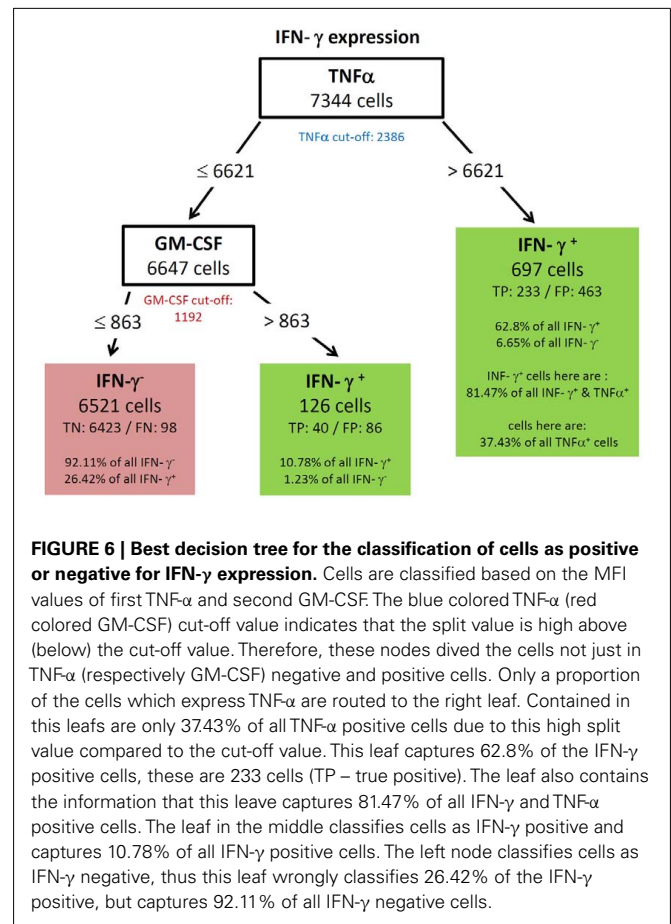 IFN- γ expression
TNFα
7344 cells
TNFα cut-off: 2386
≤ 6621
> 6621
GM-CSF
6647 cells
GM-CSF cut-off:
1192
≤ 863
> 863
IFN- γ +
697 cells
TP: 233 / FP: 463
62.8% of all IFN- γ+
6.65% of all IFN- γ-
INF- γ+ cells here are :
81.47% of all INF- γ+ & TNFα+
cells here are:
37.43% of all TNFα+ cells
IFN-γ-
6521 cells
TN: 6423 / FN: 98
92.11% of all IFN- γ-
26.42% of all IFN- γ+
IFN- γ +
126 cells
TP: 40 / FP: 86
10.78% of all IFN- γ+
1.23% of all IFN- γ-
FIGURE 6 | Best decision tree for the classification of cells as positive
or negative for IFN-γ expression. Cells are classified based on the MFI
values of first TNF-α and second GM-CSF. The blue colored TNF-α (red
colored GM-CSF) cut-off value indicates that the split value is high above
(below) the cut-off value. Therefore, these nodes dived the cells not just in
TNF-α (respectively GM-CSF) negative and positive cells. Only a proportion
of the cells which express TNF-α are routed to the right leaf. Contained in
this leafs are only 37.43% of all TNF-α positive cells due to this high split
value compared to the cut-off value. This leaf captures 62.8% of the IFN-γ
positive cells, these are 233 cells (TP – true positive). The leaf also contains
the information that this leave captures 81.47% of all IFN-γ and TNF-α
positive cells. The leaf in the middle classifies cells as IFN-γ positive and
captures 10.78% of all IFN-γ positive cells. The left node classifies cells as
IFN-γ negative, thus this leaf wrongly classifies 26.42% of the IFN-γ
positive, but captures 92.11% of all IFN-γ negative cells.